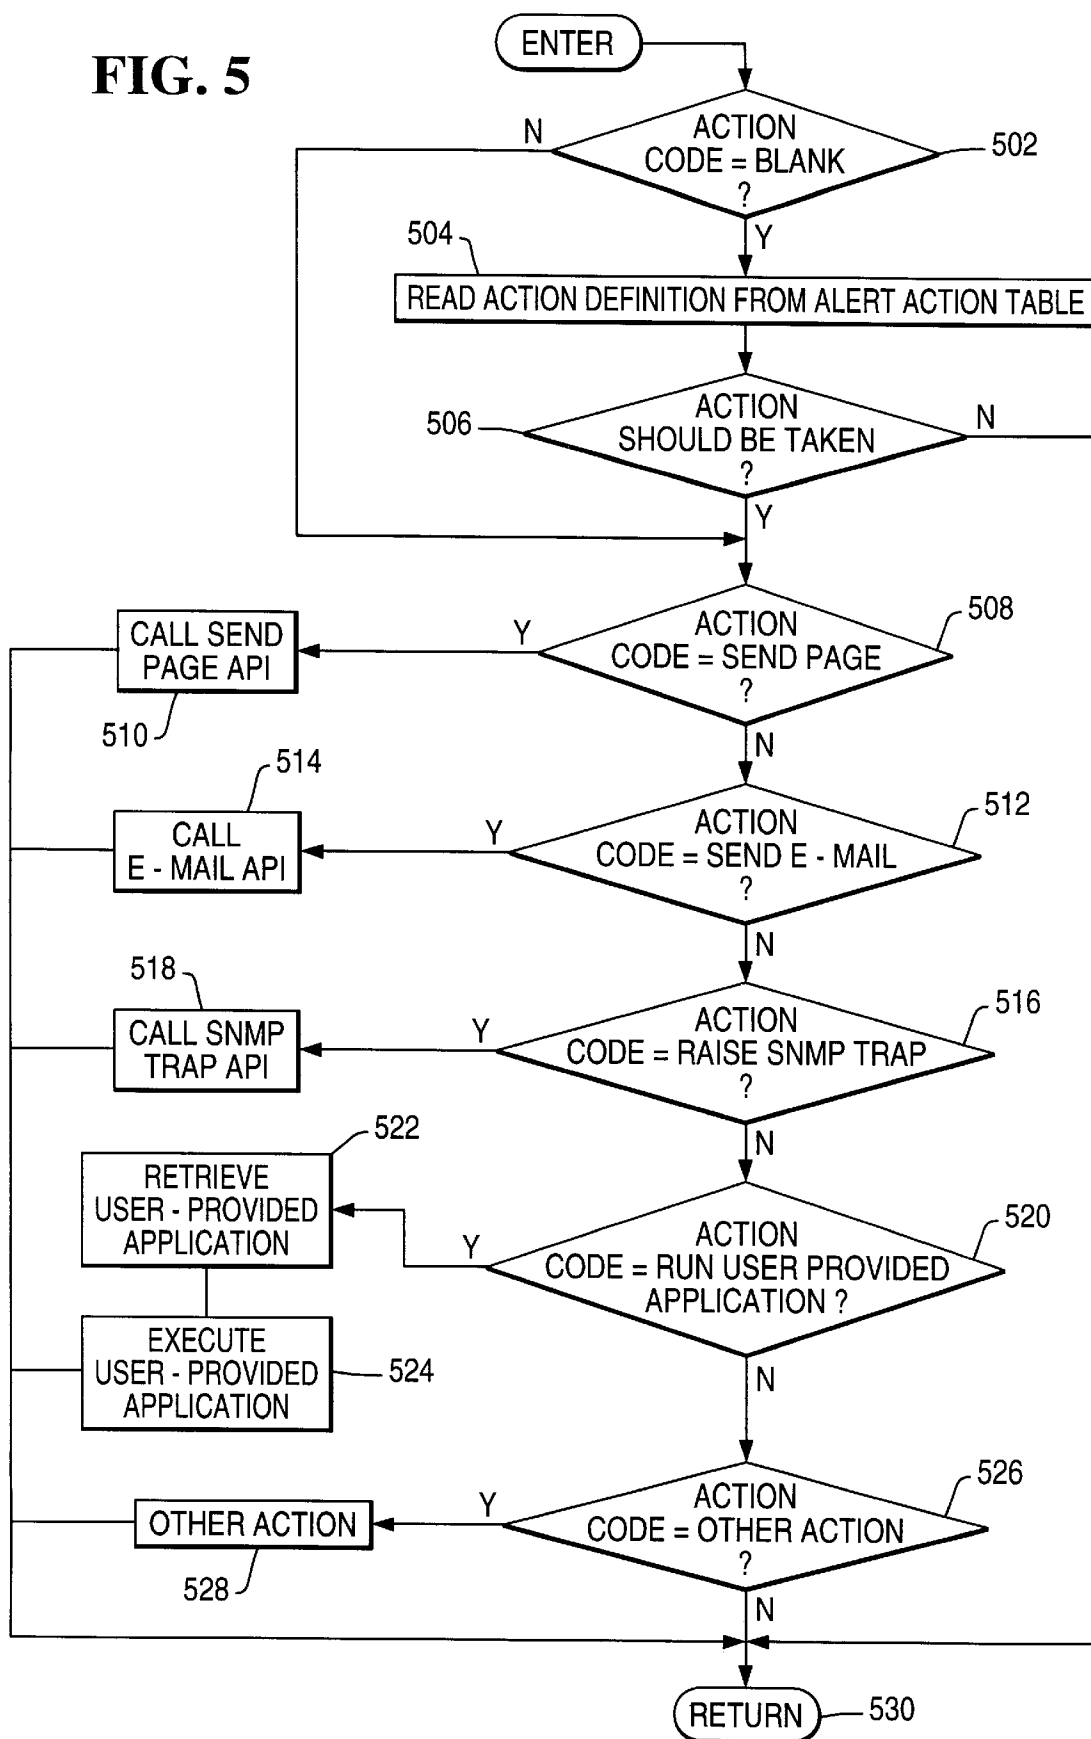 FIG. 5
ENTER
N
ACTION
CODE = BLANK
?
502
Y
504
READ ACTION DEFINITION FROM ALERT ACTION TABLE
506
ACTION
SHOULD BE TAKEN
?
N
Y
CALL SEND
PAGE API
510
Y
ACTION
CODE = SEND PAGE
?
508
N
514
CALL
E - MAIL API
Y
ACTION
CODE = SEND E - MAIL
?
512
N
518
CALL SNMP
TRAP API
Y
ACTION
CODE = RAISE SNMP TRAP
?
516
N
522
RETRIEVE
USER - PROVIDED
APPLICATION
Y
ACTION
CODE = RUN USER PROVIDED
APPLICATION ?
520
EXECUTE
USER - PROVIDED
APPLICATION
524
N
OTHER ACTION
528
Y
ACTION
CODE = OTHER ACTION
?
526
N
RETURN
530